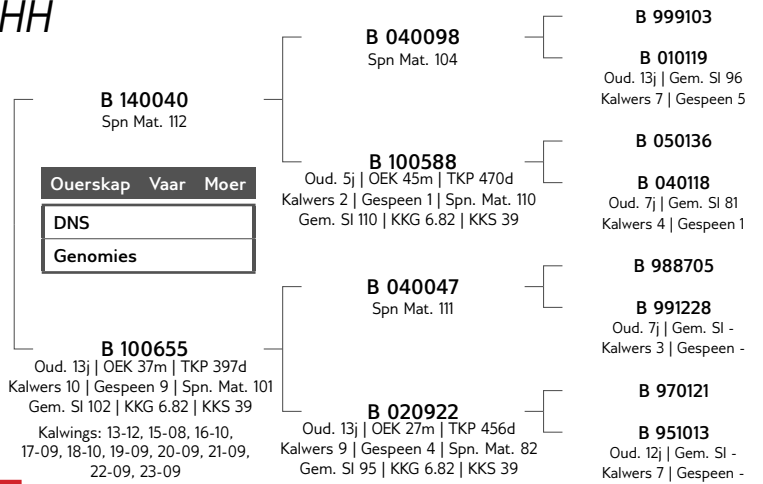 HH
B 140040
Spn Mat. 112
Ouerskap Vaar Moer
DNS
Genomies
B 100655
Oud. 13j | OEK 37m | TKP 397d
Kalwers 10 | Gespeen 9 | Spn. Mat. 101
Gem. SI 102 | KKG 6.82 | KKS 39
Kalwings: 13-12, 15-08, 16-10,
17-09, 18-10, 19-09, 20-09, 21-09,
22-09, 23-09
B 040098
Spn Mat. 104
B 100588
Oud. 5j | OEK 45m | TKP 470d
Kalwers 2 | Gespeen 1 | Spn. Mat. 110
Gem. SI 110 | KKG 6.82 | KKS 39
B 040047
Spn Mat. 111
B 020922
Oud. 13j | OEK 27m | TKP 456d
Kalwers 9 | Gespeen 4 | Spn. Mat. 82
Gem. SI 95 | KKG 6.82 | KKS 39
B 999103
B 010119
Oud. 13j | Gem. SI 96
Kalwers 7 | Gespeen 5
B 050136
B 040118
Oud. 7j | Gem. SI 81
Kalwers 4 | Gespeen 1
B 988705
B 991228
Oud. 7j | Gem. SI -
Kalwers 3 | Gespeen -
B 970121
B 951013
Oud. 12j | Gem. SI -
Kalwers 7 | Gespeen -